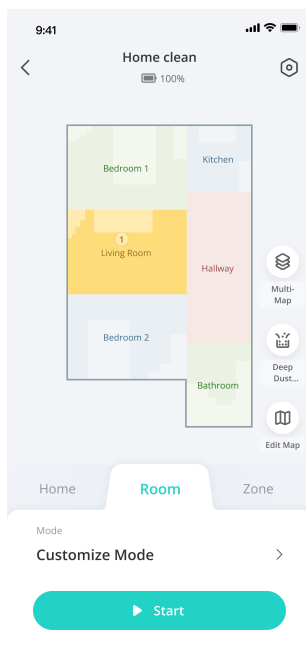 9:41
Home clean
100%
Kitchen
Bedroom 1
1
Living Room
Hallway
Multi-
Map
Bedroom 2
Deep
Dust...
Bathroom
Edit Map
Home
Room
Zone
Mode
Customize Mode
Start